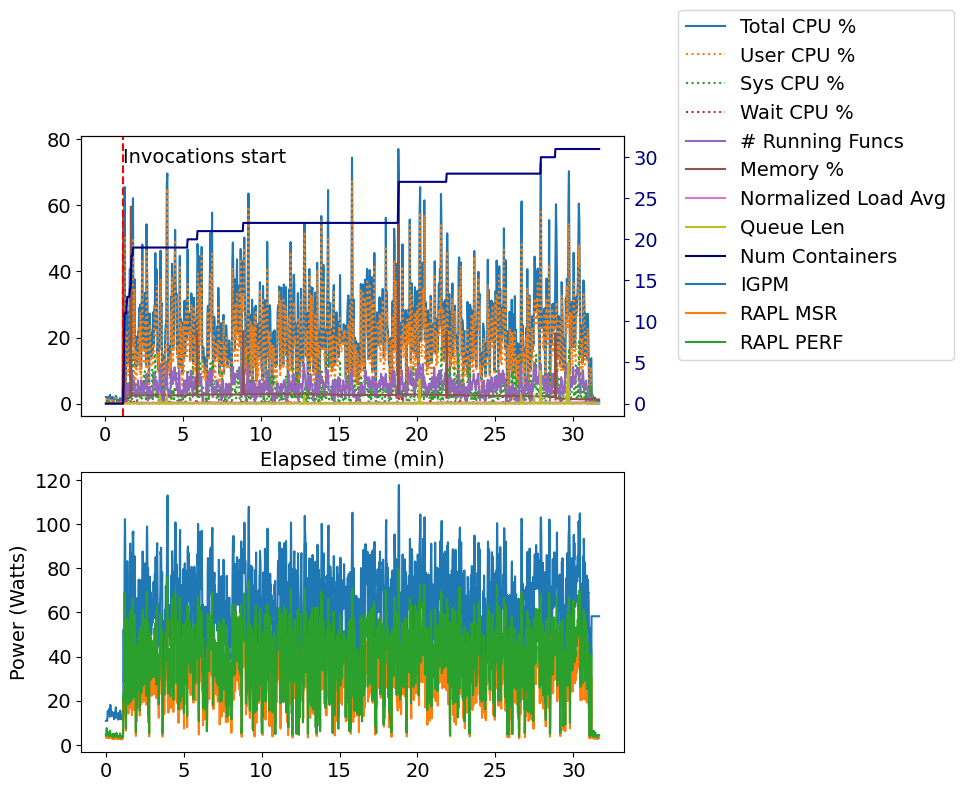 Total CPU %
User CPU %
Sys CPU %
Wait CPU %
# Running Funcs
Memory %
Normalized Load Avg
Queue Len
Num Containers
IGPM
RAPL MSR
RAPL PERF
Invocations start
80
60
40
20
0
30
25
20
15
10
5
0
0 5 10 15 20 25 30
Elapsed time (min)
Power (Watts)
120
100
80
60
40
20
0
0 5 10 15 20 25 30